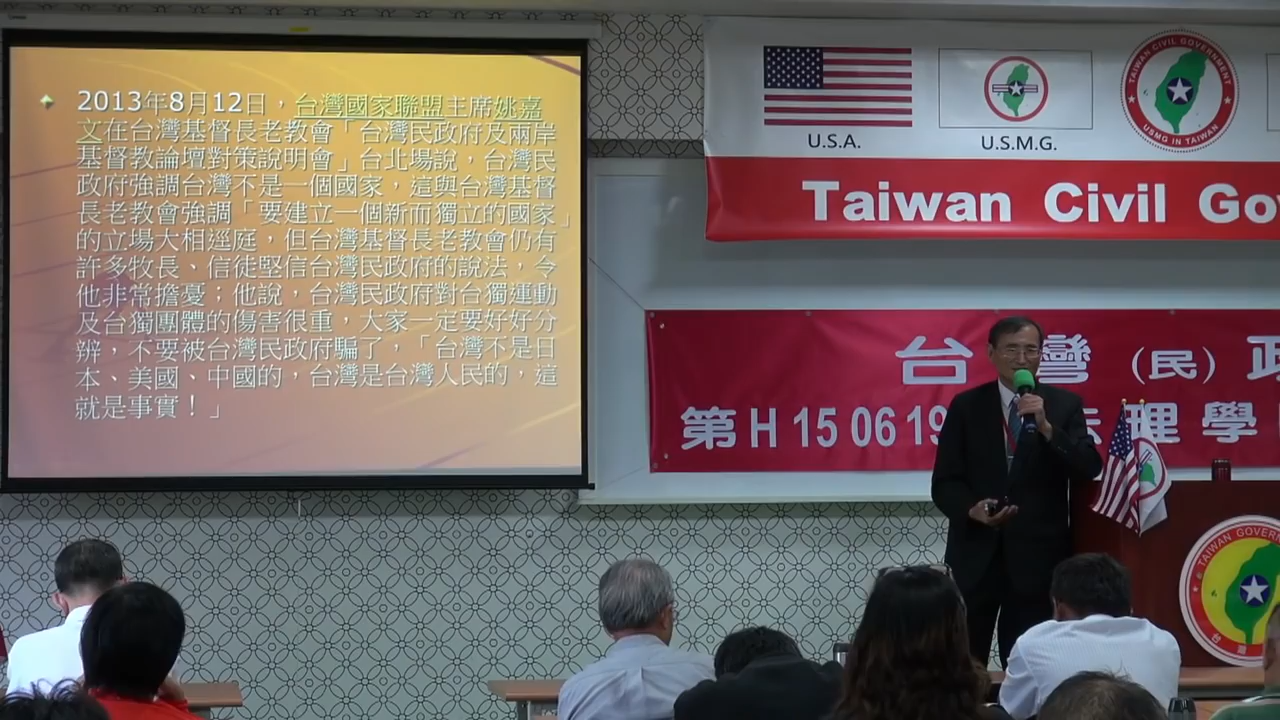 2013年8月12日，台灣國家聯盟主席姚嘉
文在台灣基督長老教會「台灣民政府及兩岸
基督教論壇對策說明會」台北場說，台灣民
政府強調台灣不是一個國家，這與台灣基督
長老教會強調「要建立一個新而獨立的國家」
的立場大相逕庭，但台灣基督長老教會仍有
許多牧長、信徒堅信台灣民政府的說法，令
他非常擔憂；他說，台灣民政府對台獨運動
及台獨團體的傷害很重，大家一定要好好分
辨，不要被台灣民政府騙了，「台灣不是日
本、美國、中國的，台灣是台灣人民的，這
就是事實！」
U.S.A.
U.S.M.G.
TAIWAN CIVIL GOVERNMENT
USMG IN TAIWAN
Taiwan Civil Go
台灣（民）政
第H 15 06 19
法理學
TAIWAN GOVERN
台灣